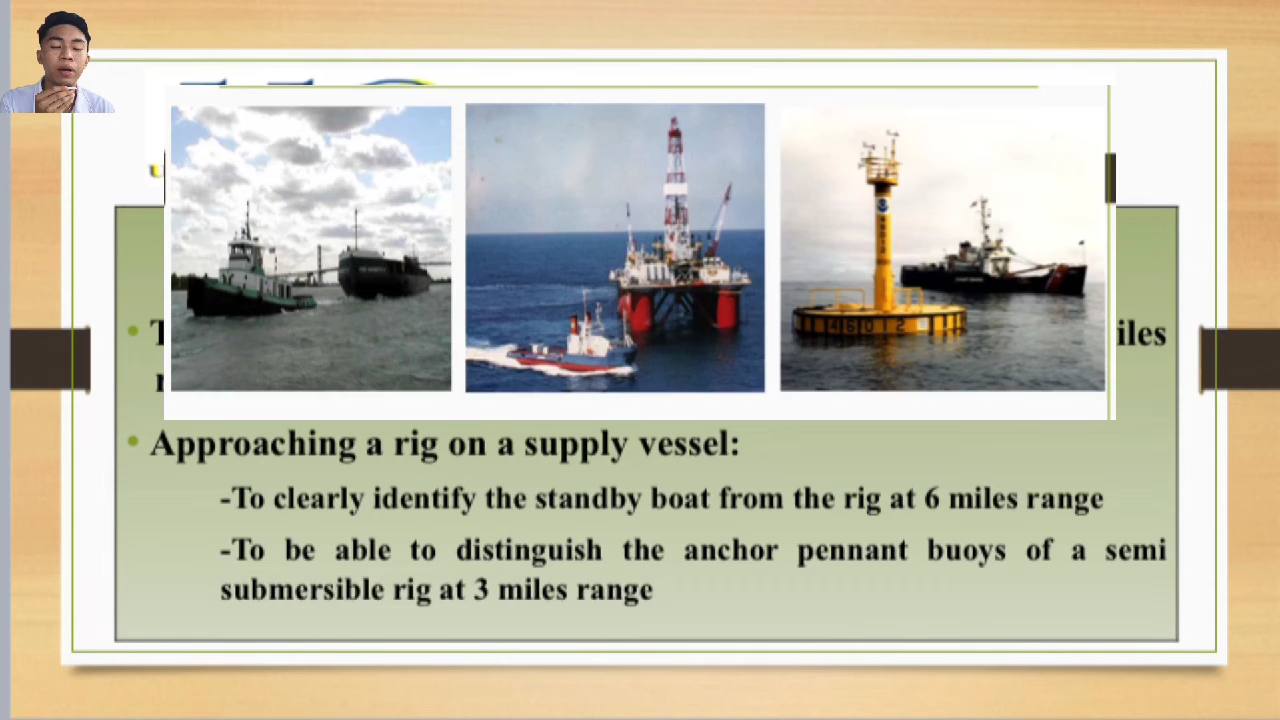 iles
Approaching a rig on a supply vessel:
-To clearly identify the standby boat from the rig at 6 miles range
-To be able to distinguish the anchor pennant buoys of a semi
submersible rig at 3 miles range